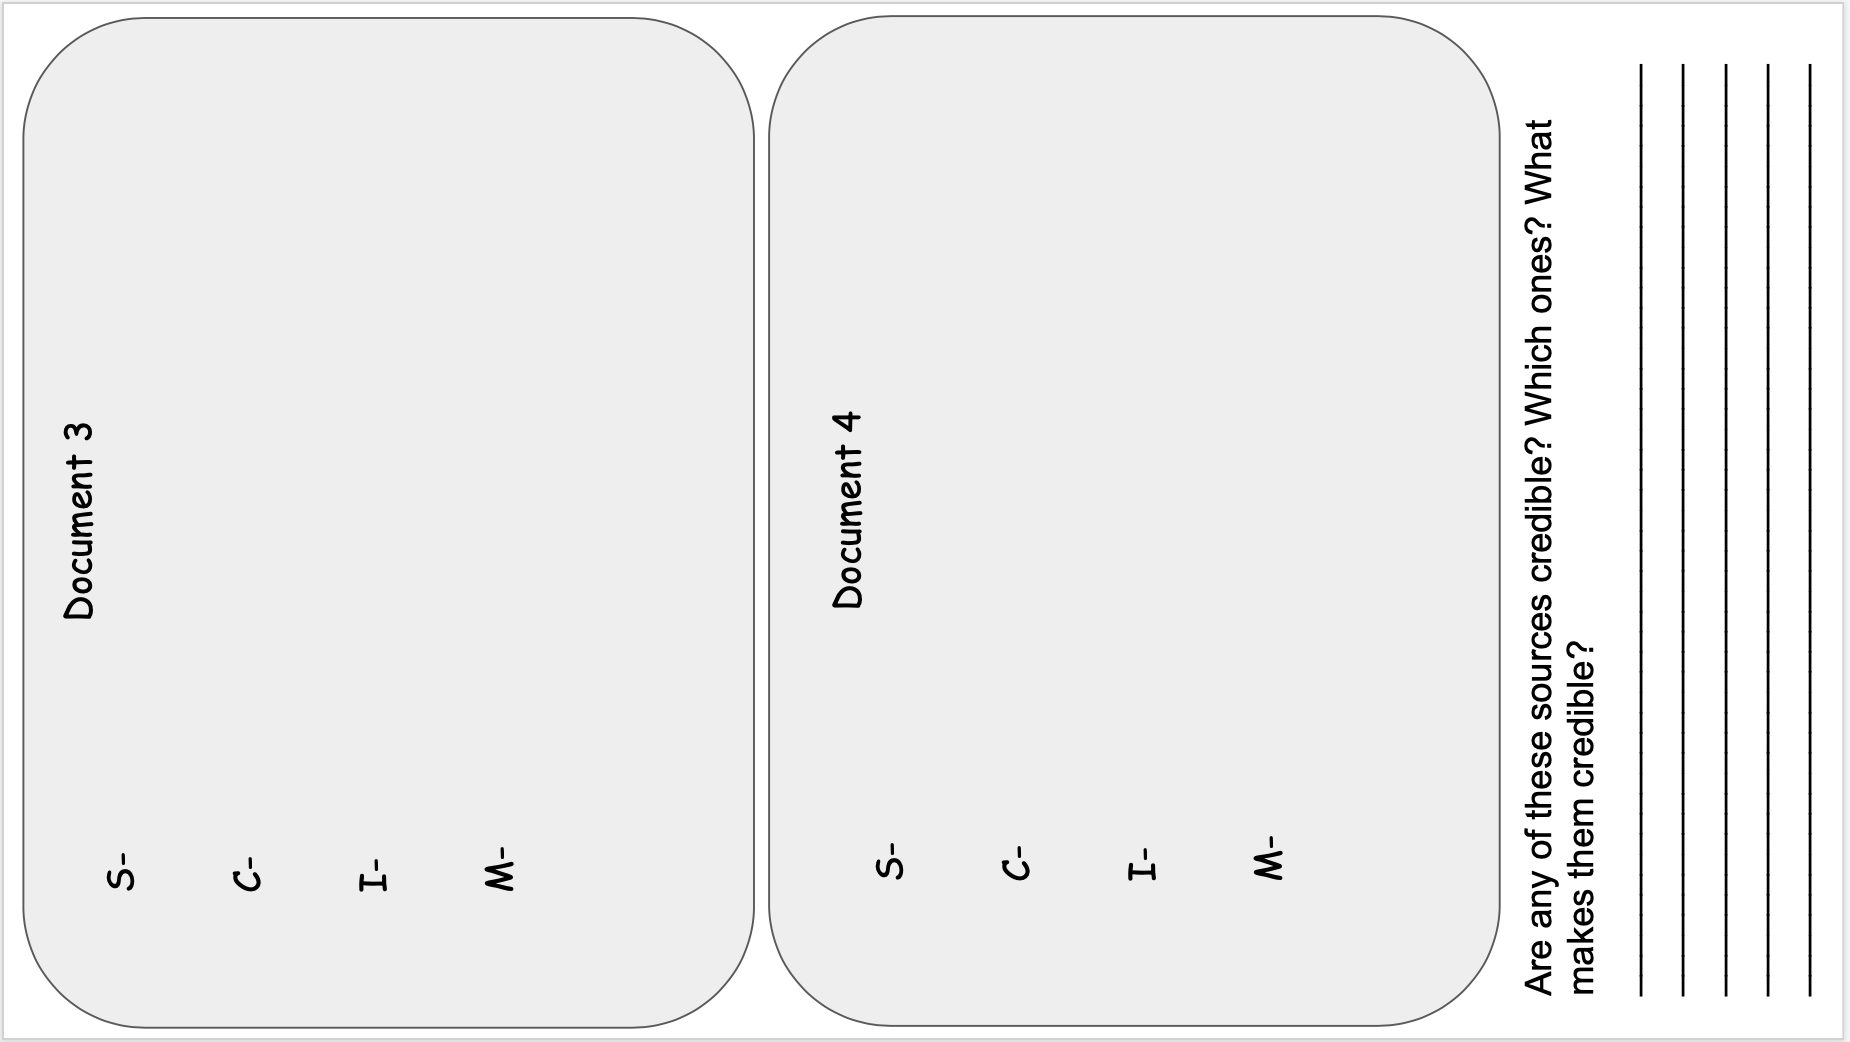 Document 3
S-
C-
I-
M-
Document 4
S-
C-
I-
M-
Are any of these sources credible? Which ones? What
makes them credible?